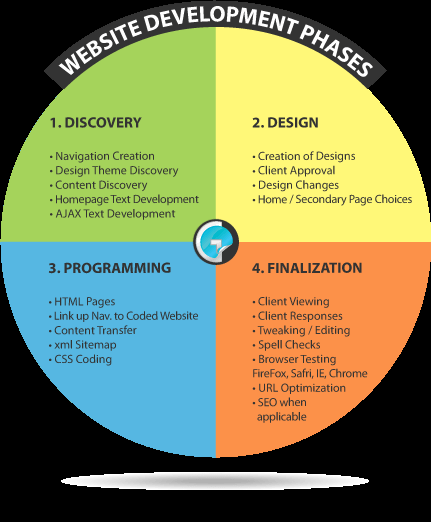 WEBSITE DEVELOPMENT PHASES
1. DISCOVERY
• Navigation Creation
• Design Theme Discovery
• Content Discovery
• Homepage Text Development
• AJAX Text Development
2. DESIGN
• Creation of Designs
• Client Approval
• Design Changes
• Home / Secondary Page Choices
3. PROGRAMMING
• HTML Pages
• Link up Nav. to Coded Website
• Content Transfer
• xml Sitemap
• CSS Coding
4. FINALIZATION
• Client Viewing
• Client Responses
• Tweaking / Editing
• Spell Checks
• Browser Testing
FireFox, Safri, IE, Chrome
• URL Optimization
• SEO when
applicable